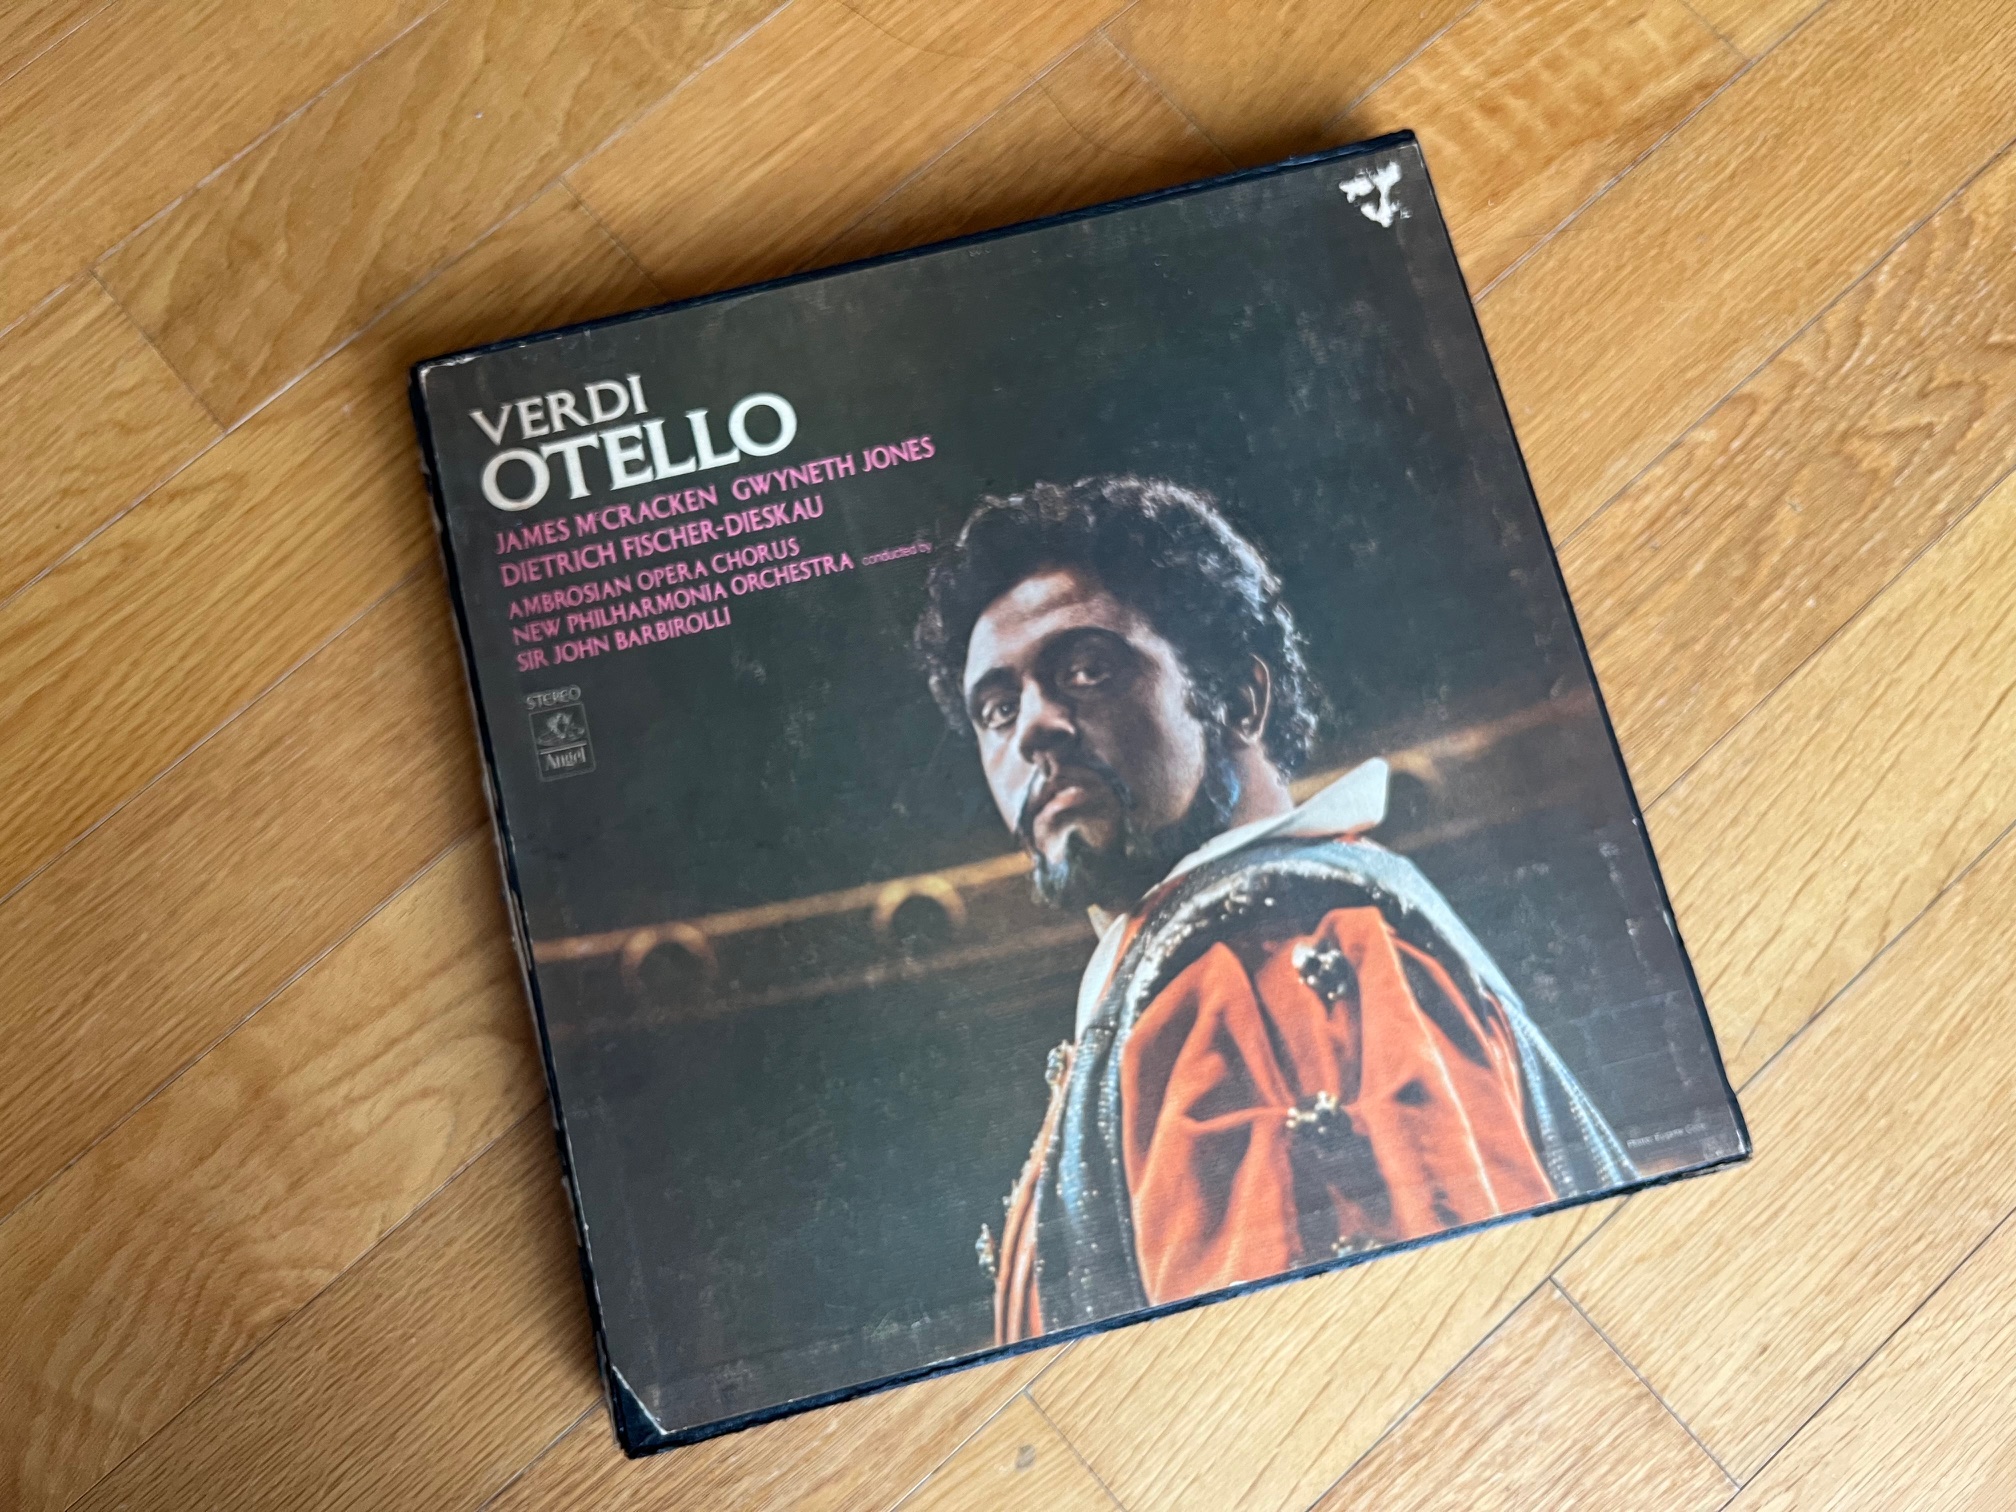 VERDI
OTELLO
JAMES McCRACKEN GWYNETH JONES
DIETRICH FISCHER-DIESKAU
AMBROSIAN OPERA CHORUS
NEW PHILHARMONIA ORCHESTRA conducted by
SIR JOHN BARBIROLLI
STEREO
Angel
Photo: